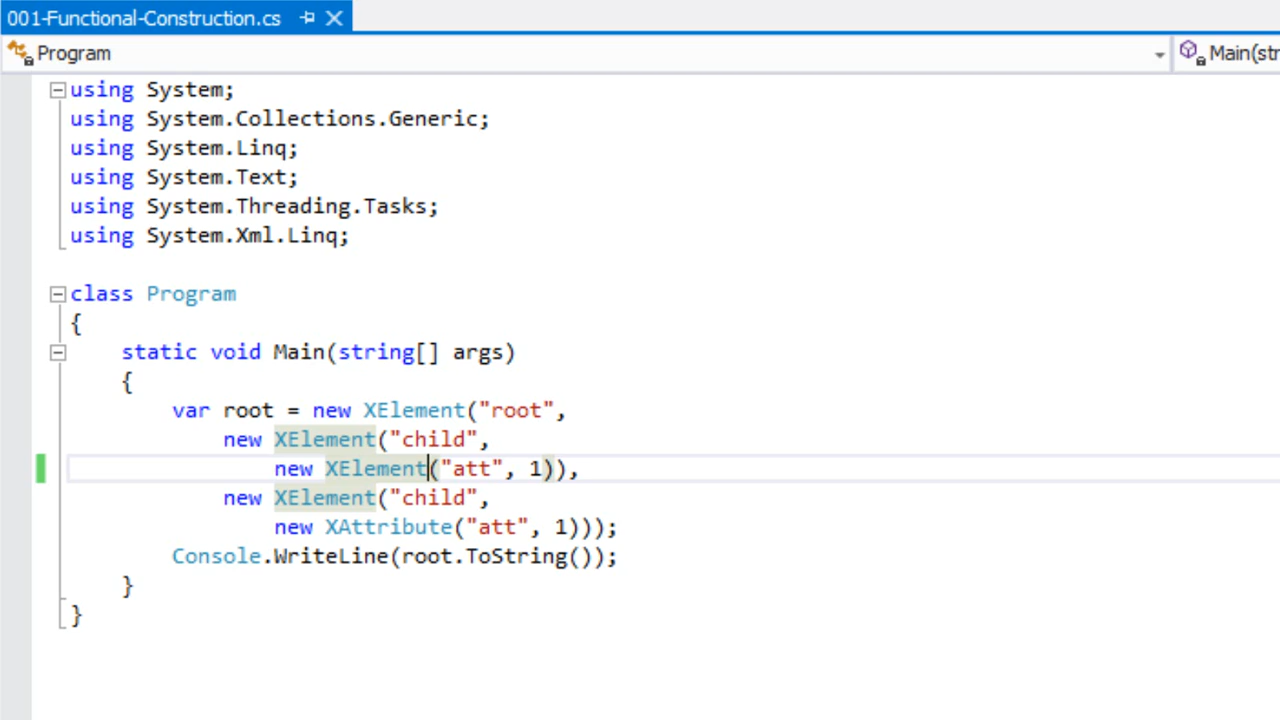 001-Functional-Construction.cs
Program Main(str
using System;
using System.Collections.Generic;
using System.Linq;
using System.Text;
using System.Threading.Tasks;
using System.Xml.Linq;
class Program
{
static void Main(string[] args)
{
var root = new XElement("root",
new XElement("child",
new XElement("att", 1)),
new XElement("child",
new XAttribute("att", 1)));
Console.WriteLine(root.ToString());
}
}